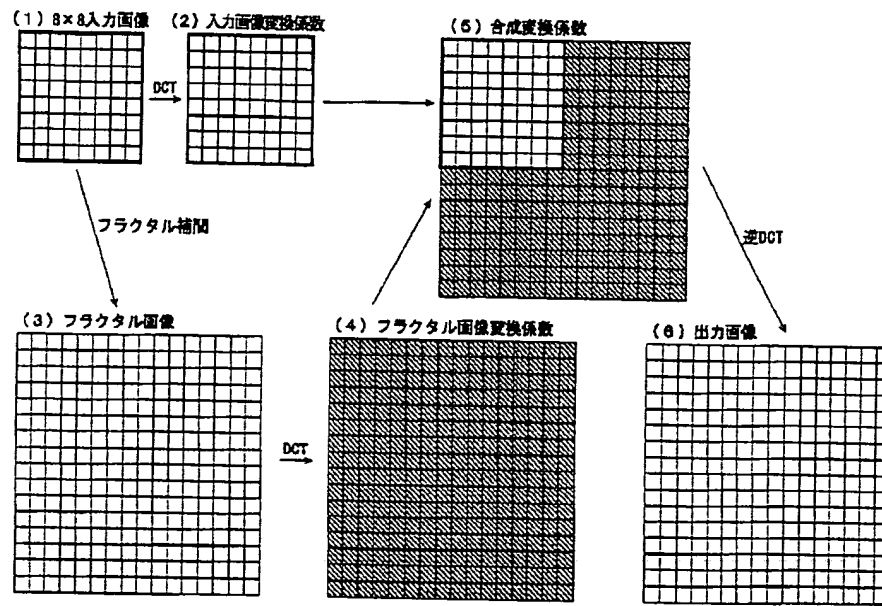 (1) 8×8入力画像
(2) 入力画像変換係数
(5) 合成変換係数
DCT
フラクタル補間
逆DCT
(3) フラクタル画像
(4) フラクタル画像変換係数
(6) 出力画像
DCT